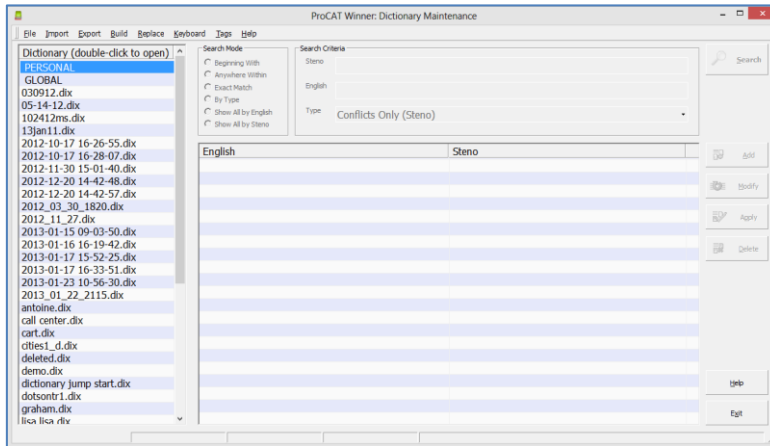 ProCAT Winner: Dictionary Maintenance
File Import Export Build Replace Keyboard Tags Help
Dictionary (double-click to open)
PERSONAL
GLOBAL
030912.dix
05-14-12.dix
102412ms.dix
13jan11.dix
2012-10-17 16-26-55.dix
2012-10-17 16-28-07.dix
2012-11-30 15-01-40.dix
2012-12-20 14-42-48.dix
2012-12-20 14-42-57.dix
2012_03_30_1820.dix
2012_11_27.dix
2013-01-15 09-03-50.dix
2013-01-16 16-19-42.dix
2013-01-17 15-52-25.dix
2013-01-17 16-33-51.dix
2013-01-23 10-56-30.dix
2013_01_22_2115.dix
antoine.dix
call center.dix
cart.dix
cities1_d.dix
deleted.dix
demo.dix
dictionary jump start.dix
dotsontr1.dix
graham.dix
lisa lisa.dix
Search Mode
Beginning With
Anywhere Within
Exact Match
By Type
Show All by English
Show All by Steno
Search Criteria
Steno
English
Type Conflicts Only (Steno)
English Steno
Search
Add
Modify
Apply
Delete
Help
Exit